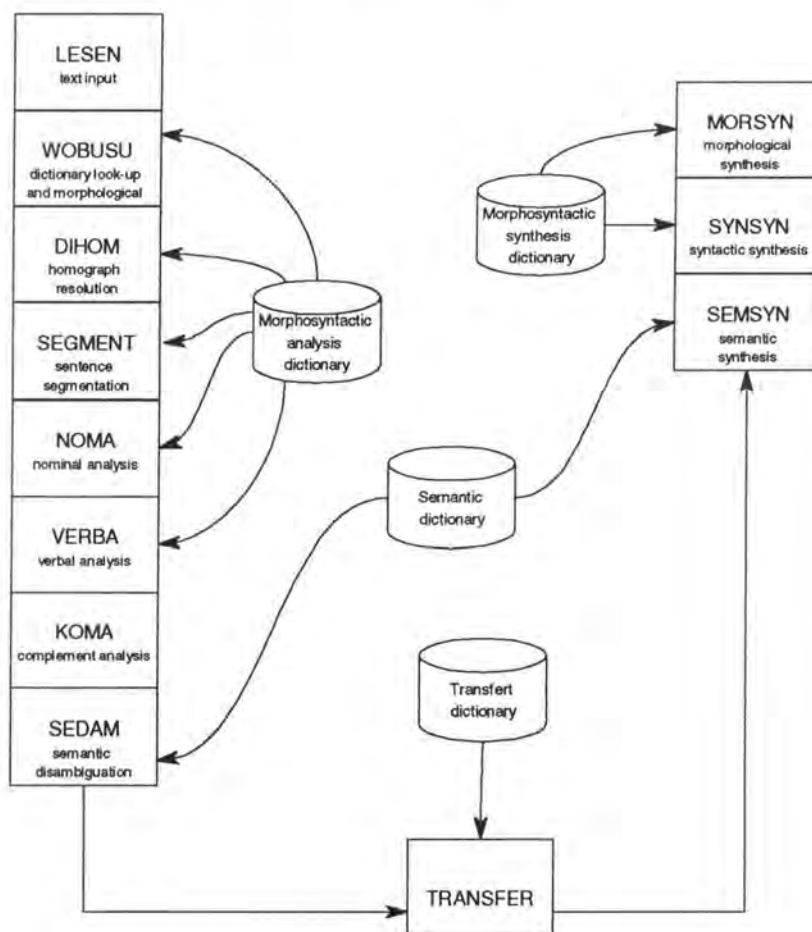 LESEN
text input
WOBUSU
dictionary look-up
and morphological
DIHOM
homograph
resolution
SEGMENT
sentence
segmentation
NOMA
nominal analysis
VERBA
verbal analysis
KOMA
complement analysis
SEDAM
semantic
disambiguation
Morphosyntactic
analysis
dictionary
Semantic
dictionary
Transfert
dictionary
TRANSFER
Morphosyntactic
synthesis
dictionary
MORSYN
morphological
synthesis
SYNSYN
syntactic synthesis
SEMSYN
semantic
synthesis